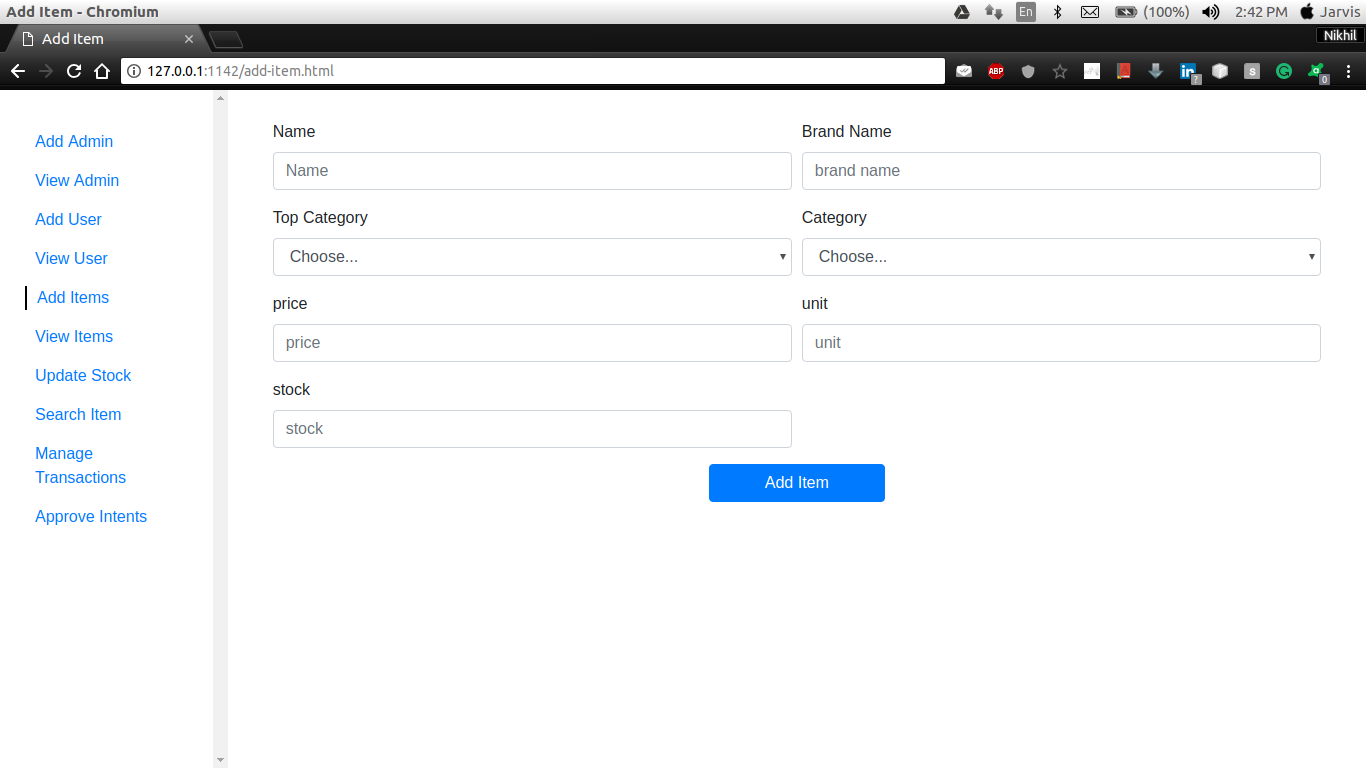 Add Item - Chromium
En
(100%)
2:42 PM
Jarvis
Add Item
Nikhil
127.0.0.1:1142/add-item.html
ABP
in
?
S
G
a
0
Add Admin
View Admin
Add User
View User
Add Items
View Items
Update Stock
Search Item
Manage
Transactions
Approve Intents
Name
Brand Name
Name
brand name
Top Category
Category
Choose...
Choose...
price
unit
price
unit
stock
stock
Add Item